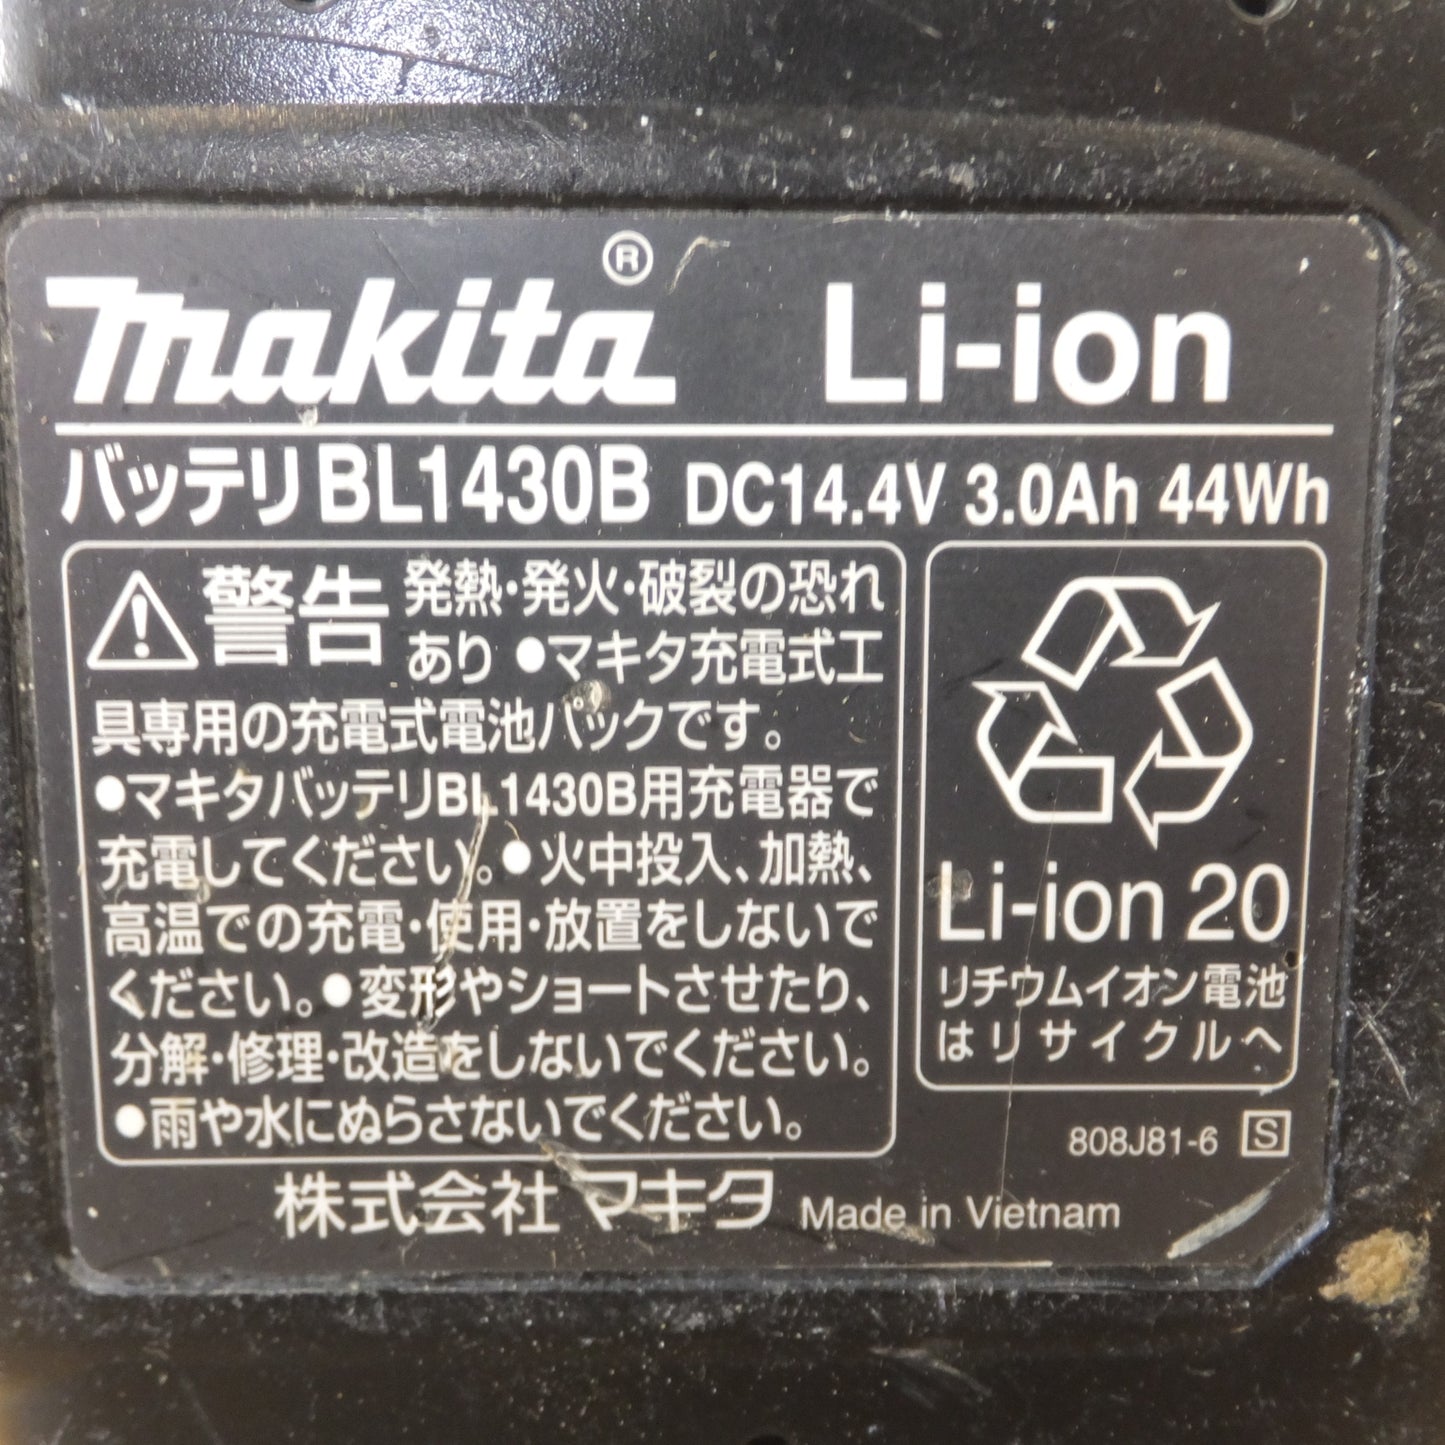 makita® Li-ion
バッテリBL1430B DC14.4V 3.0Ah 44Wh
警告 発熱・発火・破裂の恐れ
あり ●マキタ充電式工
具専用の充電式電池パックです。
●マキタバッテリBL1430B用充電器で
充電してください。●火中投入、加熱、
高温での充電・使用・放置をしないで
ください。●変形やショートさせたり、
分解・修理・改造をしないでください。
●雨や水にぬらさないでください。
Li-ion 20
リチウムイオン電池
はリサイクルへ
808J81-6 S
株式会社 マキタ Made in Vietnam